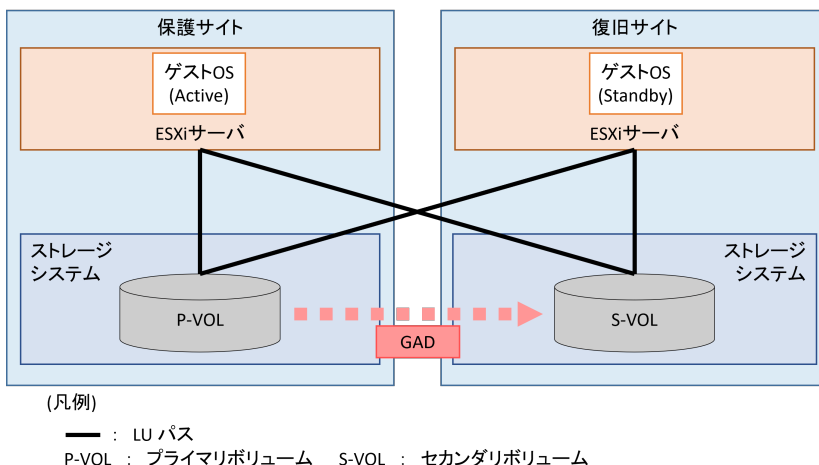 保護サイト
ゲストOS
(Active)
ESXiサーバ
ストレージ
システム
P-VOL
復旧サイト
ゲストOS
(Standby)
ESXiサーバ
ストレージ
システム
S-VOL
GAD
(凡例)
: LU パス
P-VOL : プライマリボリューム S-VOL : セカンダリボリューム